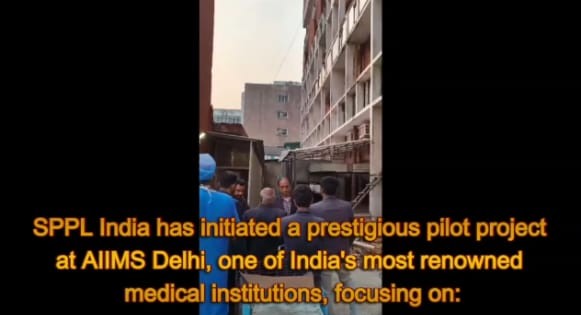 SPPL India has initiated a prestigious pilot project
at AIIMS Delhi, one of India's most renowned
medical institutions, focusing on: